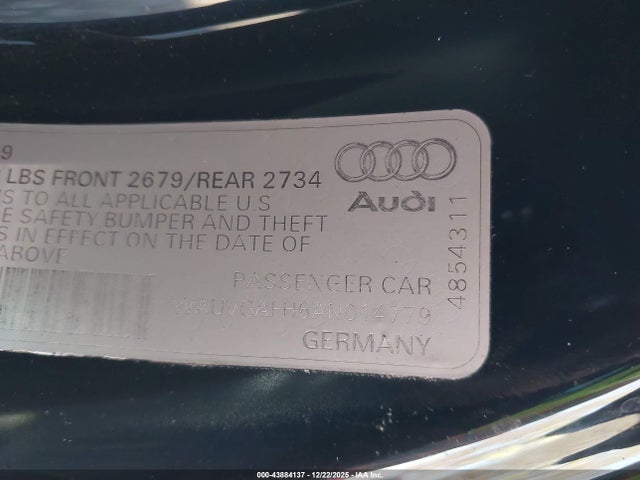 9
LBS FRONT 2679/REAR 2734
NS TO ALL APPLICABLE U S
E SAFETY,BUMPER AND THEFT
S IN EFFECT ON THE DATE OF
ABOVE
Audi
4854311
PASSENGER CAR
WAUVGAFH6AN014779
GERMANY
000-43884137 - 12/22/2025 - IAA Inc.